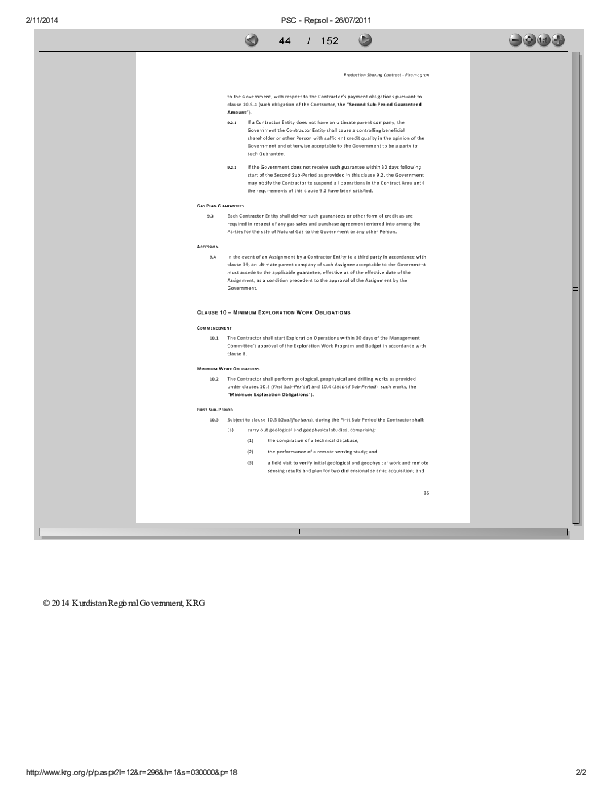 2/11/2014
PSC - Repsol - 26/07/2011
44 / 152
Production Sharing Contract -
to the Government, with respect to the Contractor's payment obligations pursuant to
clause 10.5.1 (such obligation of the Contractor, the "Second Sub-Period Guaranteed
Amount").
9.2.1 If a Contractor Entity does not have an ultimate parent company, the
Government the Contractor Entity shall cause a controlling beneficial
shareholder or other Person with sufficient credit quality in the opinion of the
Government and otherwise acceptable to the Government to be a party to
such Guarantee.
If the Government does not receive such guarantee within 30 days following
start of the Second Sub-Period as provided in this clause 9.2, the Government
may notify the Contractor to suspend all operations in the Contract Area until
the requirements of this clause 9.2 have been satisfied.
GAS PLAN GUARANTEES
9.3 Each Contractor Entity shall deliver such guarantees or other form of credit as are
required in respect of any gas sales and purchase agreement entered into among the
Parties for the sale of Natural Gas to the Government or any other Person.
9.4 In the event of an Assignment by a Contractor Entity to a third party in accordance with
clause 39, an ultimate parent company of such Assignee acceptable to the Government
must accede to the applicable guarantee, effective as of the effective date of the
Assignment, as a condition precedent to the approval of the Assignment by the
Government.
CLAUSE 10 – MINIMUM EXPLORATION WORK OBLIGATIONS
COMMENCEMENT
10.1 The Contractor shall start Exploration Operations within 30 days of the Management
Committee's approval of the Exploration Work Program and Budget in accordance with
clause 8.
MINIMUM WORK OBLIGATIONS
10.2 The Contractor shall perform geological, geophysical and drilling works as provided
under clauses 10.3 (First Sub-Period) and 10.4 (Second Sub-Period) (such works, the
"Minimum Exploration Obligations").
FIRST SUB-PERIOD
10.3 Subject to clause 10.8 (Qualifications), during the First Sub-Period the Contractor shall:
carry out geological and geophysical studies, comprising:
(1) the compilation of a technical database;
(2) the performance of a remote sensing study; and
(3) a field visit to verify initial geological and geophysical work and remote
sensing results and plan for two dimensional seismic acquisition; and
© 2014 Kurdistan Regional Government, KRG
http://www.krg.org/p/p.aspx?l=12&r=296&h=1&s=030000&p=18
2/2